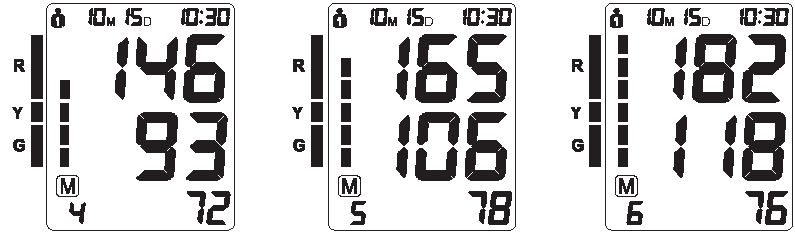 10M 15D 10:30
R 146
Y
G 93
M
4 72
10M 15D 10:30
R 165
Y
G 106
M
5 78
10M 15D 10:30
R 182
Y
G 118
M
6 76